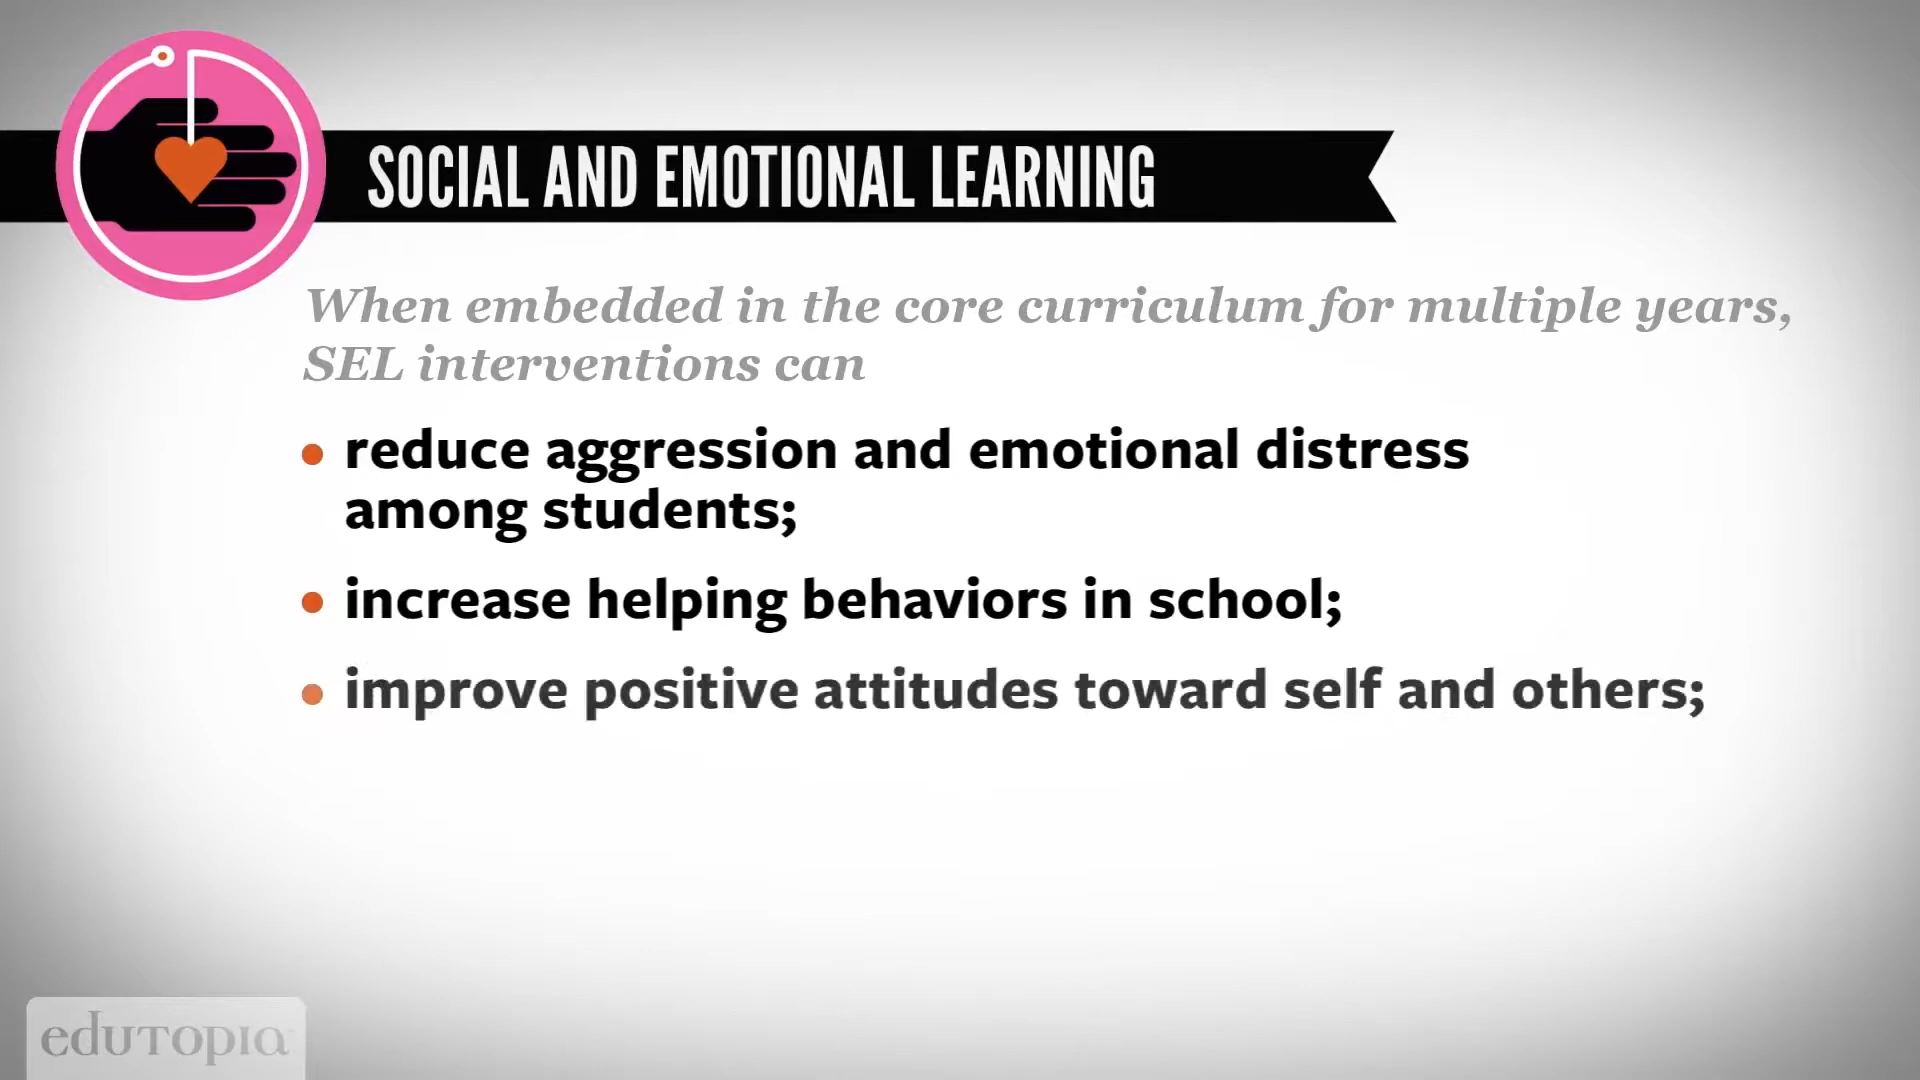 SOCIAL AND EMOTIONAL LEARNING
When embedded in the core curriculum for multiple years,
SEL interventions can
• reduce aggression and emotional distress
among students;
• increase helping behaviors in school;
• improve positive attitudes toward self and others;
edutopia